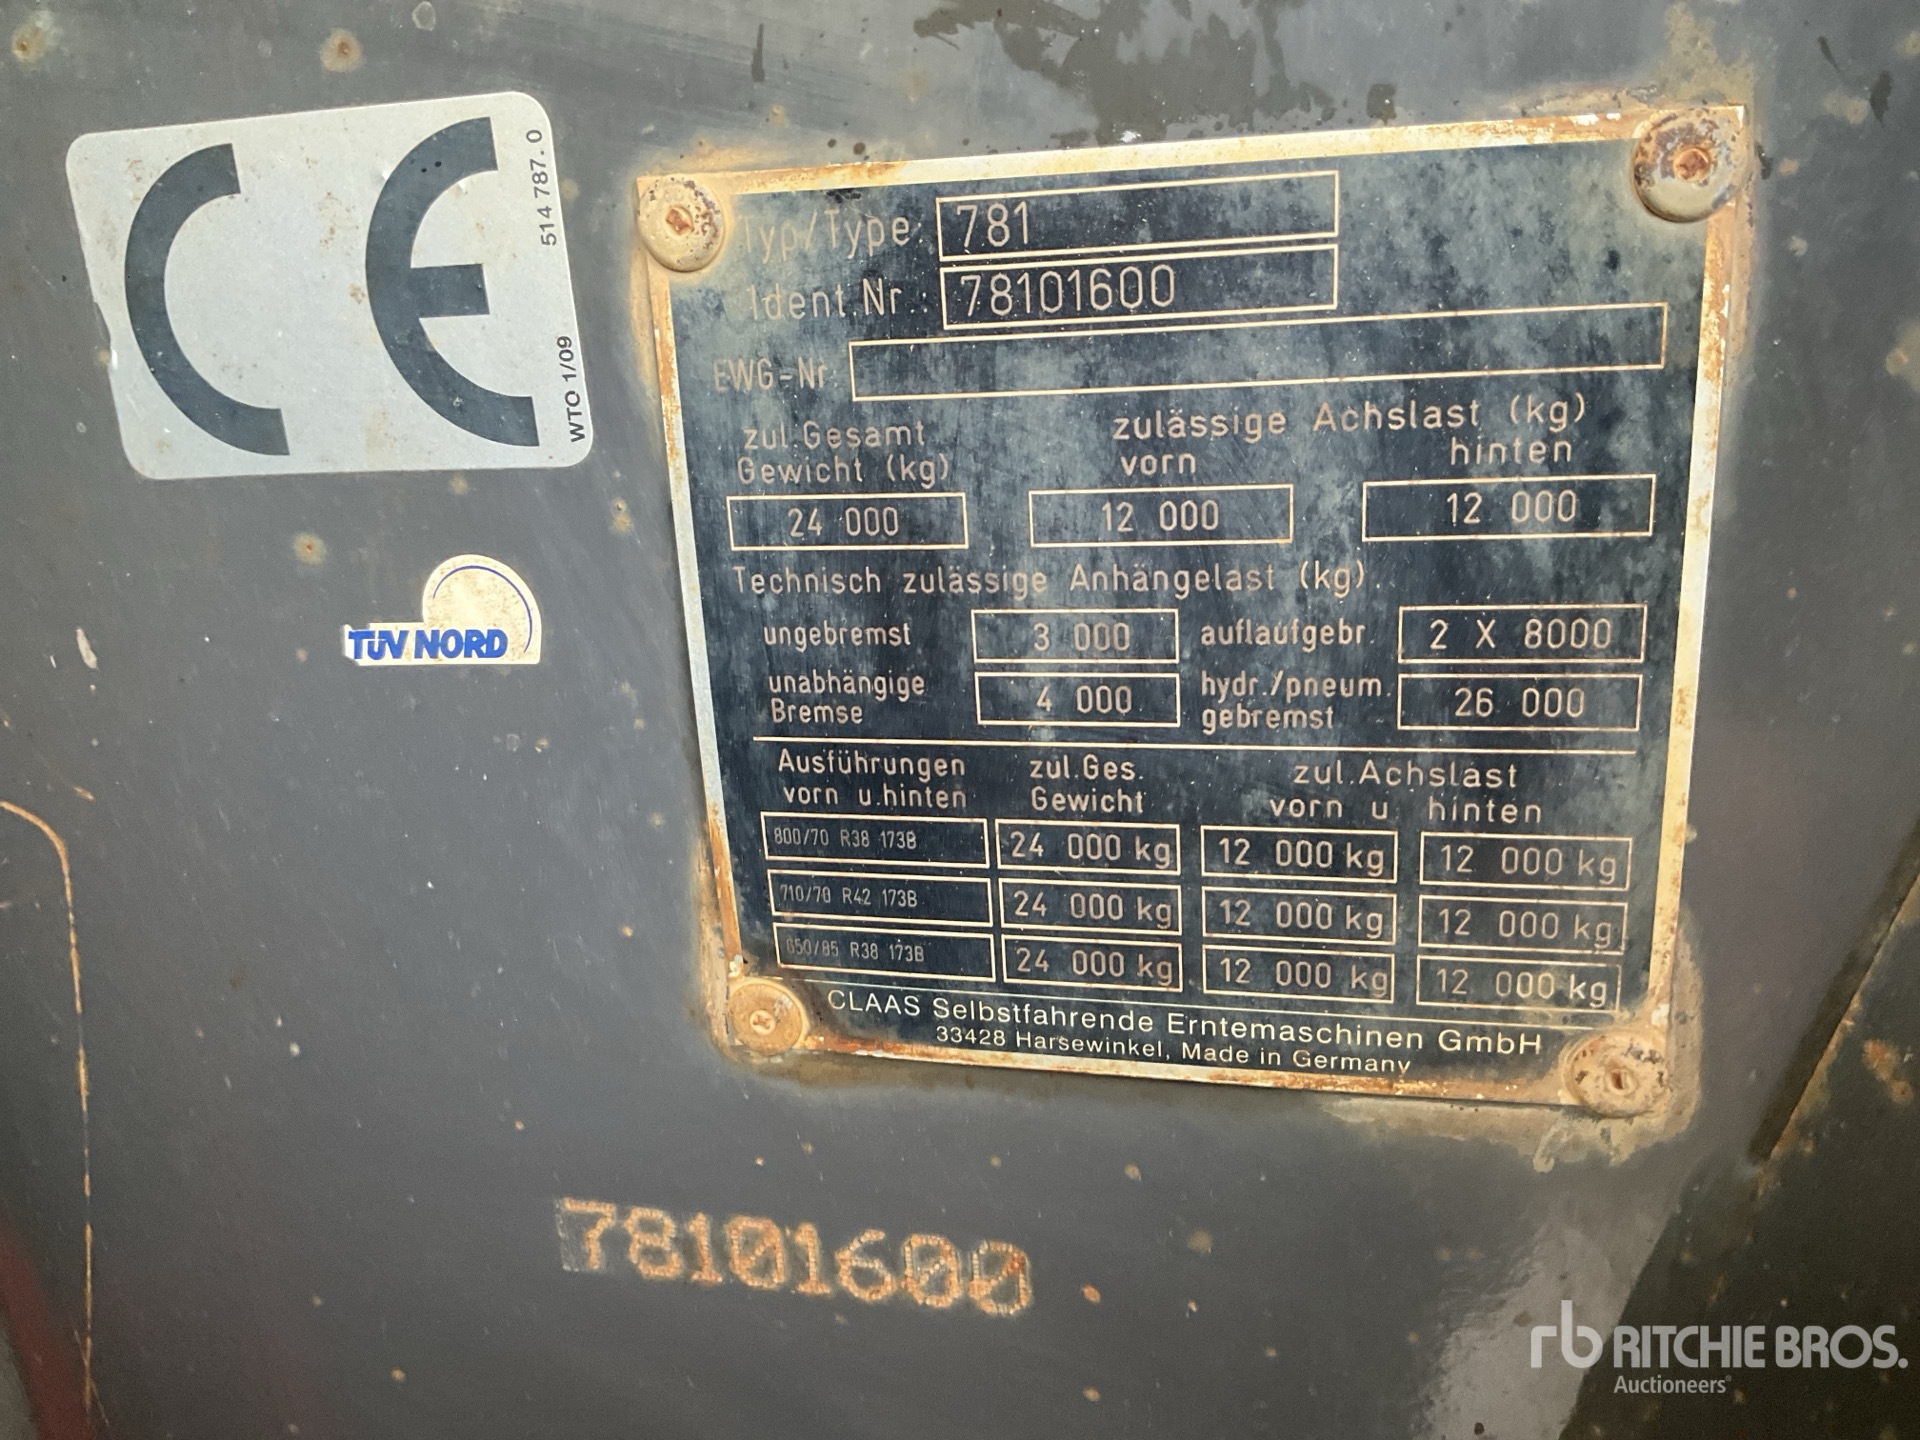 CE
514 787. 0
WTO 1/09
TÜV NORD
Typ/Type: 781
Ident.Nr.: 78101600
EWG-Nr.:
zul.Gesamt zulässige Achslast (kg)
Gewicht (kg) vorn hinten
24 000 12 000 12 000
Technisch zulässige Anhängelast (kg)
ungebremst 3 000 auflaufgebr. 2 X 8000
unabhängige Bremse 4 000 hydr./pneum. gebremst 26 000
Ausführungen zul.Ges. zul.Achslast
vorn u.hinten Gewicht vorn u. hinten
800/70 R38 173B 24 000 kg 12 000 kg 12 000 kg
710/70 R42 173B 24 000 kg 12 000 kg 12 000 kg
650/85 R38 173B 24 000 kg 12 000 kg 12 000 kg
CLAAS Selbstfahrende Erntemaschinen GmbH
33428 Harsewinkel, Made in Germany
78101600
rb RITCHIE BROS.
Auctioneers